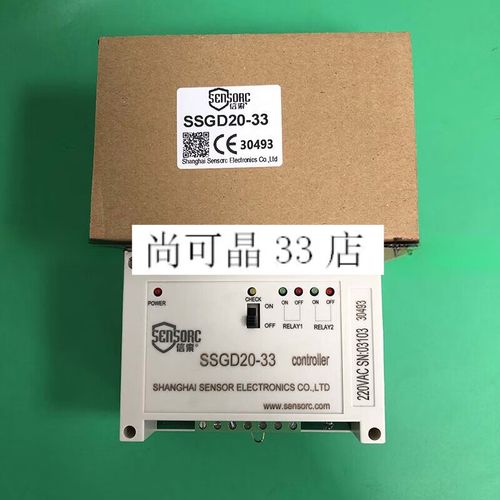 SENSORC
信索
SSGD20-33
CE 30493
Shanghai Sensorc Electronics Co.,Ltd
尚可晶 33 店
POWER
CHECK
ON
OFF
ON OFF ON OFF
RELAY1 RELAY2
SENSORC
信索
SSGD20-33 controller
SHANGHAI SENSOR ELECTRONICS CO.,LTD
www.sensorc.com
220VAC SN:03103 30493